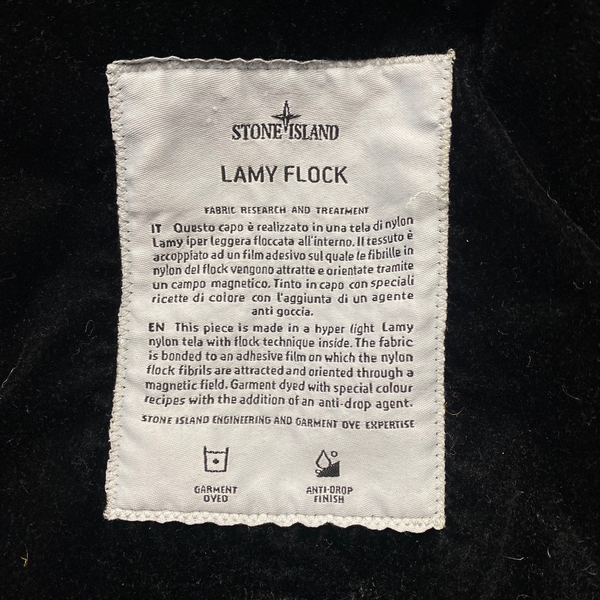 STONE ISLAND
LAMY FLOCK
FABRIC RESEARCH AND TREATMENT
IT Questo capo è realizzato in una tela di nylon
Lamy iper leggera floccata all'interno. Il tessuto è
accoppiato ad un film adesivo sul quale le fibrille in
nylon del flock vengono attratte e orientate tramite
un campo magnetico. Tinto in capo con speciali
ricette di colore con l'aggiunta di un agente
anti goccia.
EN This piece is made in a hyper light Lamy
nylon tela with flock technique inside. The fabric
is bonded to an adhesive film on which the nylon
flock fibrils are attracted and oriented through a
magnetic field. Garment dyed with special colour
recipes with the addition of an anti-drop agent.
STONE ISLAND ENGINEERING AND GARMENT DYE EXPERTISE
GARMENT
DYED
ANTI-DROP
FINISH